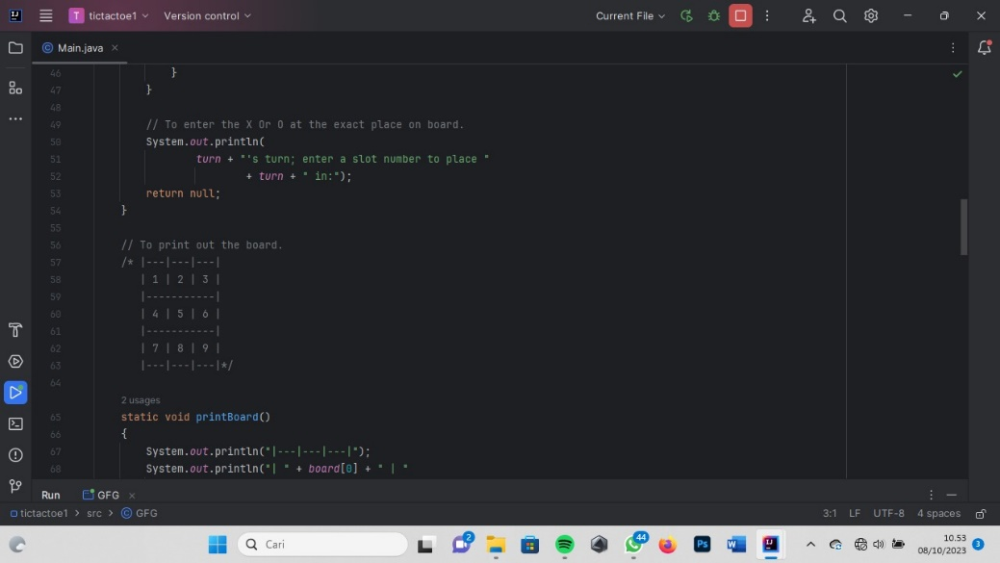 T tictactoe1 Version control Current File
Main.java
46 }
47 }
48
49 // To enter the X Or O at the exact place on board.
50 System.out.println(
51 turn + "'s turn; enter a slot number to place "
52 + turn + " in:");
53 return null;
54 }
55
56 // To print out the board.
57 /* |---|---|---|
58 | 1 | 2 | 3 |
59 |-----------|
60 | 4 | 5 | 6 |
61 |-----------|
62 | 7 | 8 | 9 |
63 |---|---|---|*/
64
2 usages
65 static void printBoard()
66 {
67 System.out.println("|---|---|---|");
68 System.out.println("| " + board[0] + " | "
Run GFG
tictactoe1 > src > GFG 3:1 LF UTF-8 4 spaces
Cari 2 44 10.53
08/10/2023 3